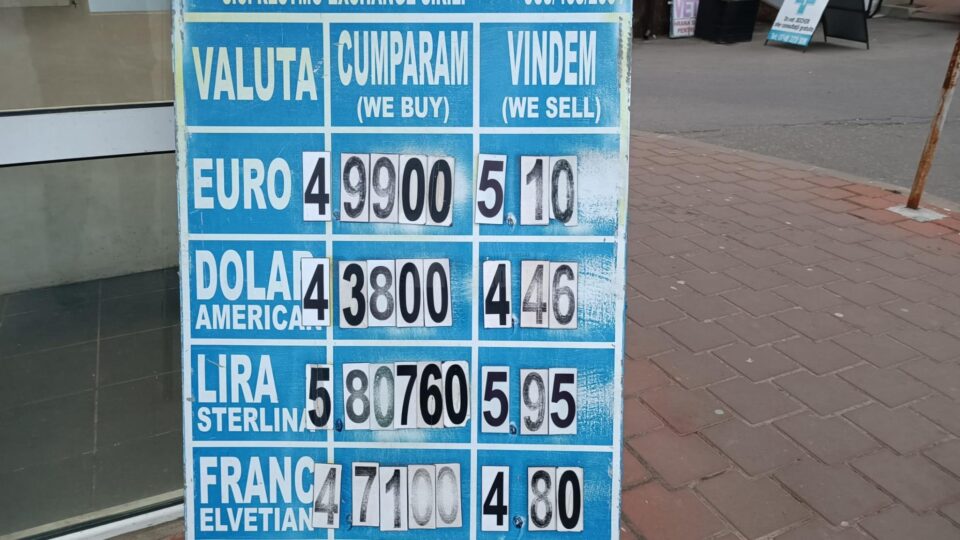 VALUTA CUMPARAM VINDEM
(WE BUY) (WE SELL)
EURO 4.9900 5.10
DOLAR 4.3800 4.46
AMERICAN
LIRA 5.80760 5.95
STERLINA
FRANC 4.7100 4.80
ELVETIAN